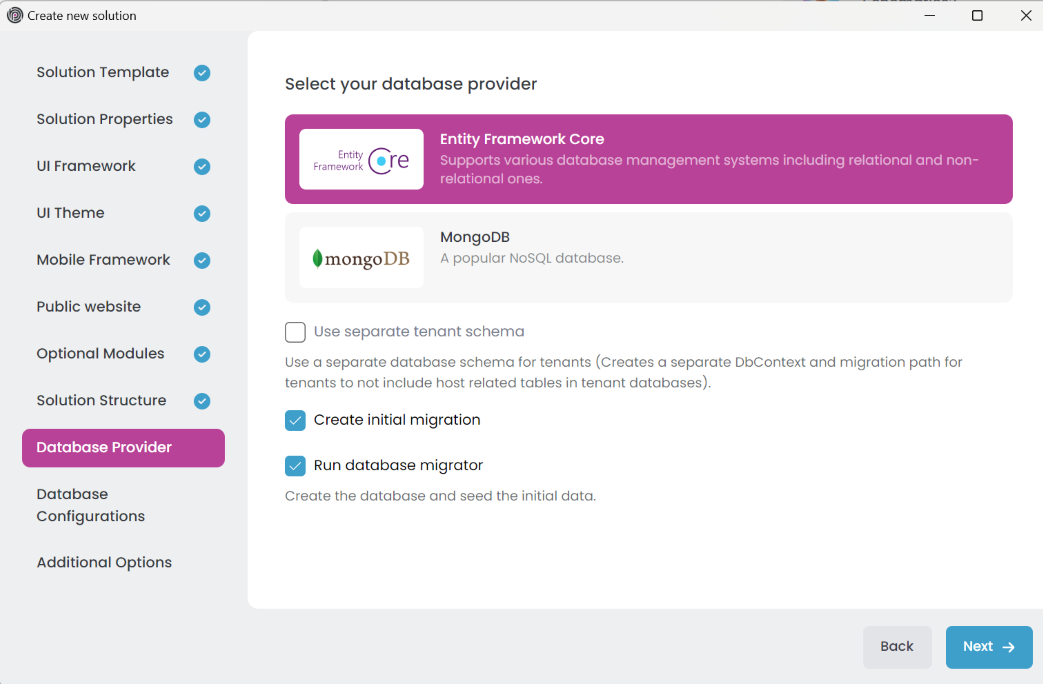 Create new solution
Solution Template
Solution Properties
UI Framework
UI Theme
Mobile Framework
Public website
Optional Modules
Solution Structure
Database Provider
Database
Configurations
Additional Options
Select your database provider
Entity
Framework Core
Entity Framework Core
Supports various database management systems including relational and non-
relational ones.
mongoDB
MongoDB
A popular NoSQL database.
Use separate tenant schema
Use a separate database schema for tenants (Creates a separate DbContext and migration path for
tenants to not include host related tables in tenant databases).
Create initial migration
Run database migrator
Create the database and seed the initial data.
Back
Next